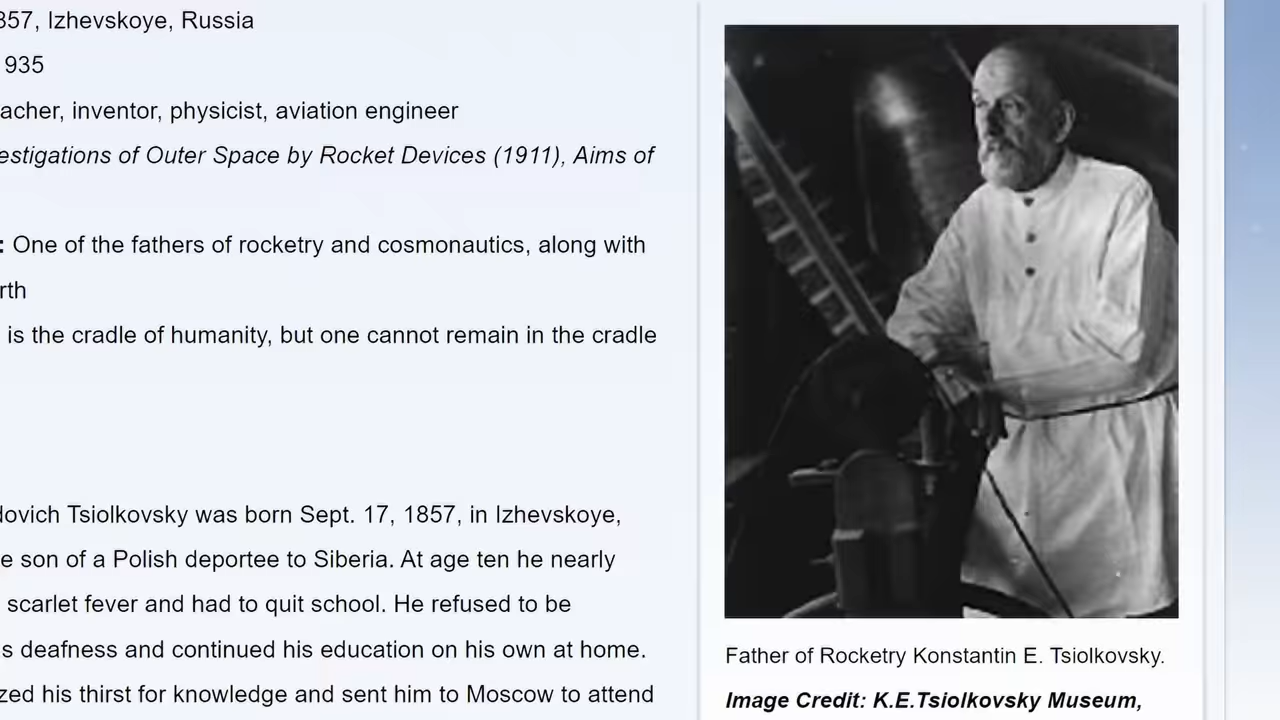 857, Izhevskoye, Russia
1935
acher, inventor, physicist, aviation engineer
estigations of Outer Space by Rocket Devices (1911), Aims of
: One of the fathers of rocketry and cosmonautics, along with
rth
is the cradle of humanity, but one cannot remain in the cradle
dovich Tsiolkovsky was born Sept. 17, 1857, in Izhevskoye,
e son of a Polish deportee to Siberia. At age ten he nearly
scarlet fever and had to quit school. He refused to be
s deafness and continued his education on his own at home.
zed his thirst for knowledge and sent him to Moscow to attend
Father of Rocketry Konstantin E. Tsiolkovsky.
Image Credit: K.E.Tsiolkovsky Museum,